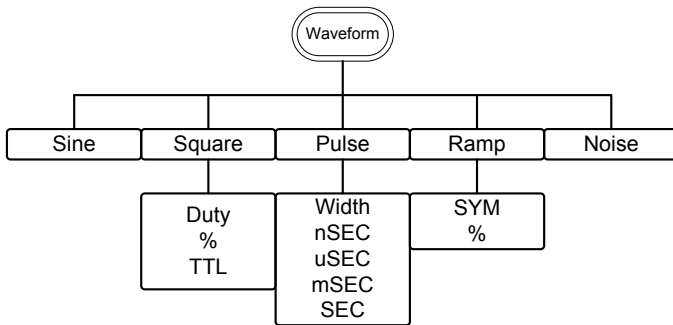 Waveform
Sine Square Pulse Ramp Noise
Duty
%
TTL
Width
nSEC
uSEC
mSEC
SEC
SYM
%